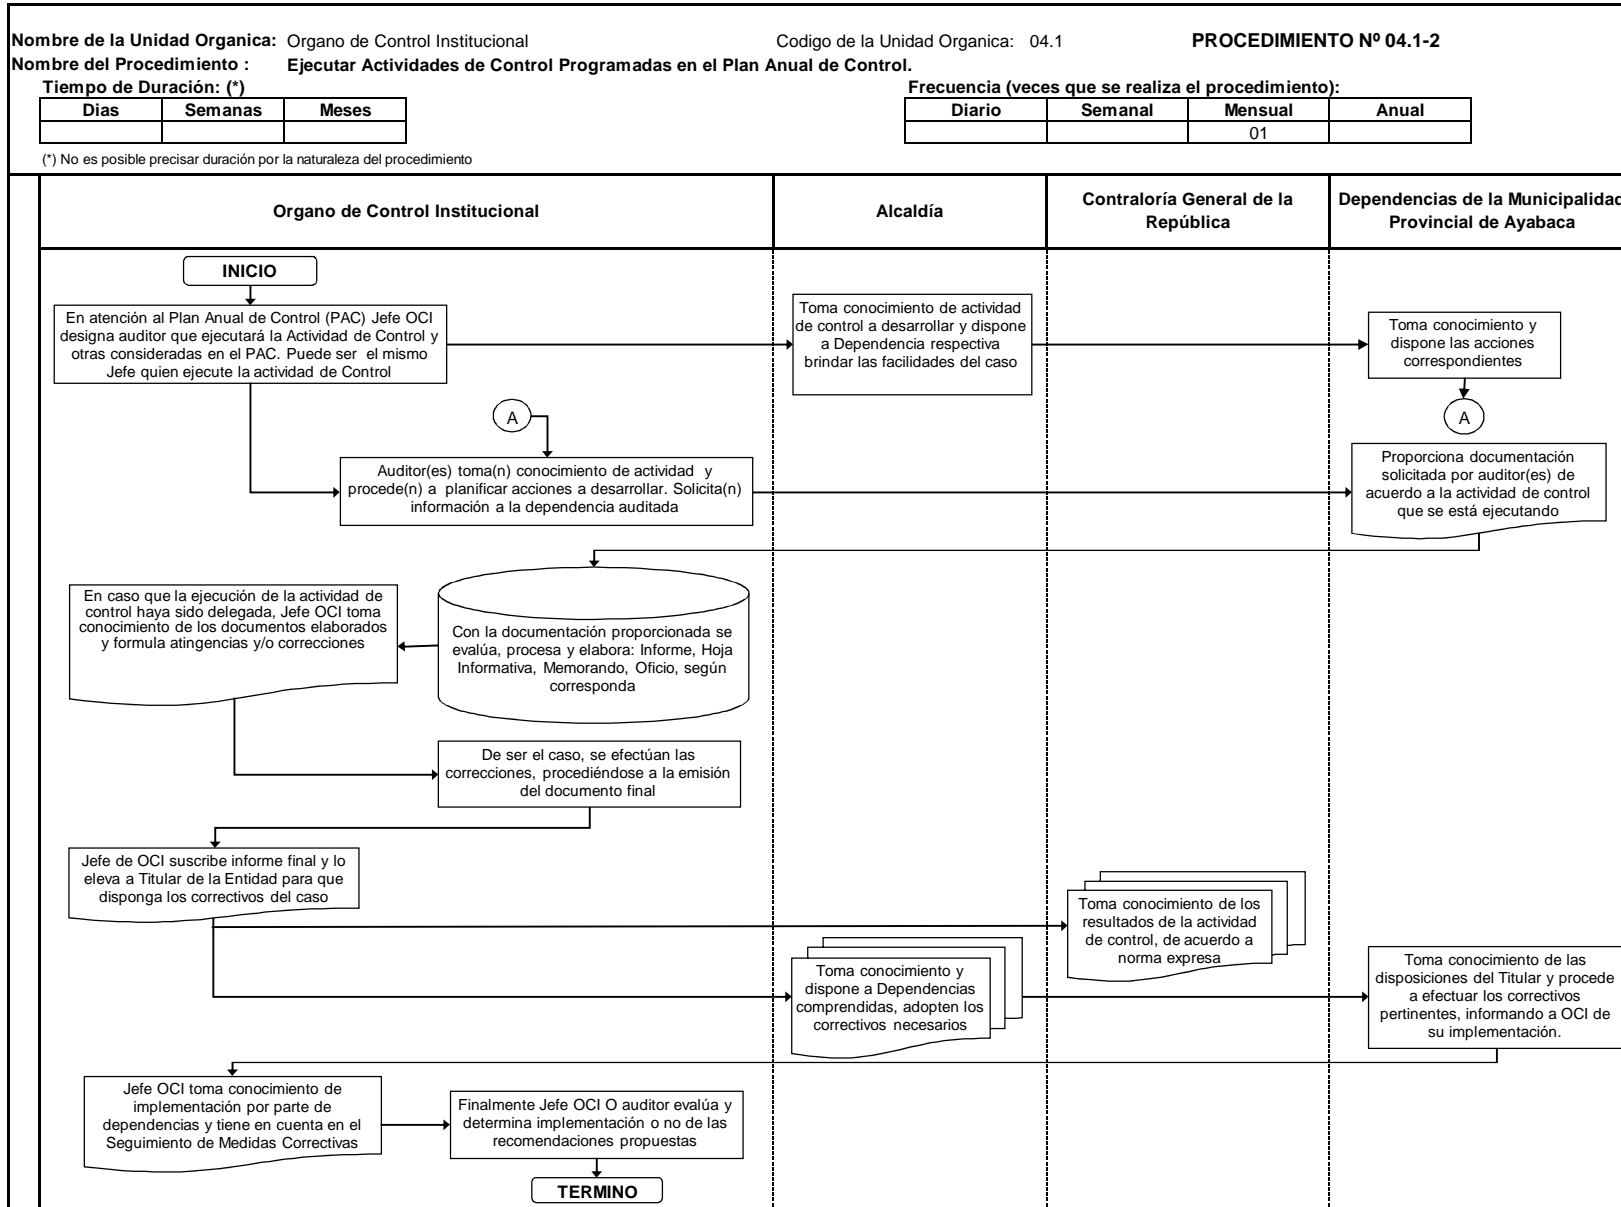 Nombre de la Unidad Organica: Organo de Control Institucional Codigo de la Unidad Organica: 04.1 PROCEDIMIENTO Nº 04.1-2
Nombre del Procedimiento : Ejecutar Actividades de Control Programadas en el Plan Anual de Control.
Tiempo de Duración: (*) Frecuencia (veces que se realiza el procedimiento):
Dias Semanas Meses Diario Semanal Mensual Anual
01
(*) No es posible precisar duración por la naturaleza del procedimiento
Organo de Control Institucional
Alcaldía
Contraloría General de la
República
Dependencias de la Municipalidad
Provincial de Ayabaca
INICIO
En atención al Plan Anual de Control (PAC) Jefe OCI
designa auditor que ejecutará la Actividad de Control y
otras consideradas en el PAC. Puede ser el mismo
Jefe quien ejecute la actividad de Control
Toma conocimiento de actividad
de control a desarrollar y dispone
a Dependencia respectiva
brindar las facilidades del caso
Toma conocimiento y
dispone las acciones
correspondientes
A
A
Auditor(es) toma(n) conocimiento de actividad y
procede(n) a planificar acciones a desarrollar. Solicita(n)
información a la dependencia auditada
Proporciona documentación
solicitada por auditor(es) de
acuerdo a la actividad de control
que se está ejecutando
En caso que la ejecución de la actividad de
control haya sido delegada, Jefe OCI toma
conocimiento de los documentos elaborados
y formula atingencias y/o correcciones
Con la documentación proporcionada se
evalúa, procesa y elabora: Informe, Hoja
Informativa, Memorando, Oficio, según
corresponda
De ser el caso, se efectúan las
correcciones, procediéndose a la emisión
del documento final
Jefe de OCI suscribe informe final y lo
eleva a Titular de la Entidad para que
disponga los correctivos del caso
Toma conocimiento de los
resultados de la actividad
de control, de acuerdo a
norma expresa
Toma conocimiento y
dispone a Dependencias
comprendidas, adopten los
correctivos necesarios
Toma conocimiento de las
disposiciones del Titular y procede
a efectuar los correctivos
pertinentes, informando a OCI de
su implementación.
Jefe OCI toma conocimiento de
implementación por parte de
dependencias y tiene en cuenta en el
Seguimiento de Medidas Correctivas
Finalmente Jefe OCI O auditor evalúa y
determina implementación o no de las
recomendaciones propuestas
TERMINO